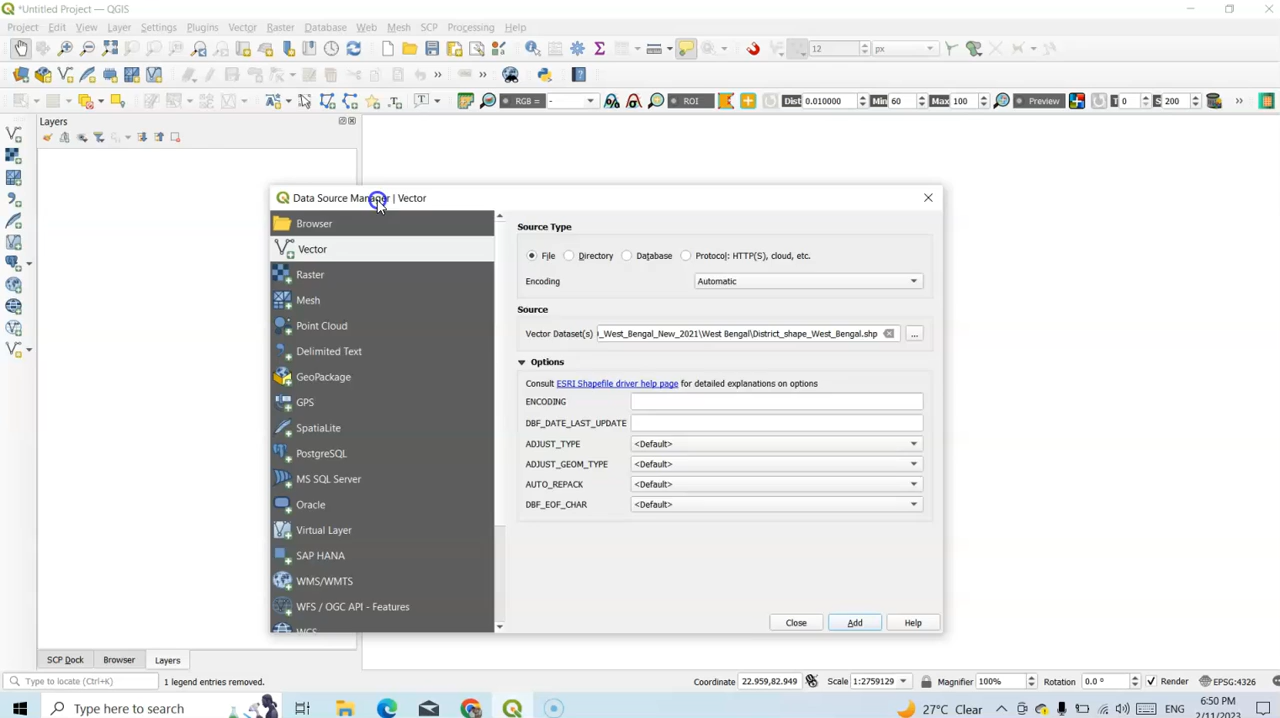 *Untitled Project — QGIS
Project Edit View Layer Settings Plugins Vector Raster Database Web Mesh SCP Processing Help
12 px
RGB = - ROI Dist 0.010000 Min 60 Max 100 Preview T 0 S 200
Layers
Data Source Manager | Vector
Browser
Vector
Raster
Mesh
Point Cloud
Delimited Text
GeoPackage
GPS
SpatiaLite
PostgreSQL
MS SQL Server
Oracle
Virtual Layer
SAP HANA
WMS/WMTS
WFS / OGC API - Features
WCS
Source Type
File Directory Database Protocol: HTTP(S), cloud, etc.
Encoding Automatic
Source
Vector Dataset(s) )_West_Bengal_New_2021\West Bengal\District_shape_West_Bengal.shp ...
Options
Consult ESRI Shapefile driver help page for detailed explanations on options
ENCODING
DBF_DATE_LAST_UPDATE
ADJUST_TYPE <Default>
ADJUST_GEOM_TYPE <Default>
AUTO_REPACK <Default>
DBF_EOF_CHAR <Default>
Close Add Help
SCP Dock Browser Layers
Type to locate (Ctrl+K) 1 legend entries removed. Coordinate 22.959,82.949 Scale 1:2759129 Magnifier 100% Rotation 0.0 ° Render EPSG:4326
Type here to search 27°C Clear ENG 6:50 PM
2/11/2023